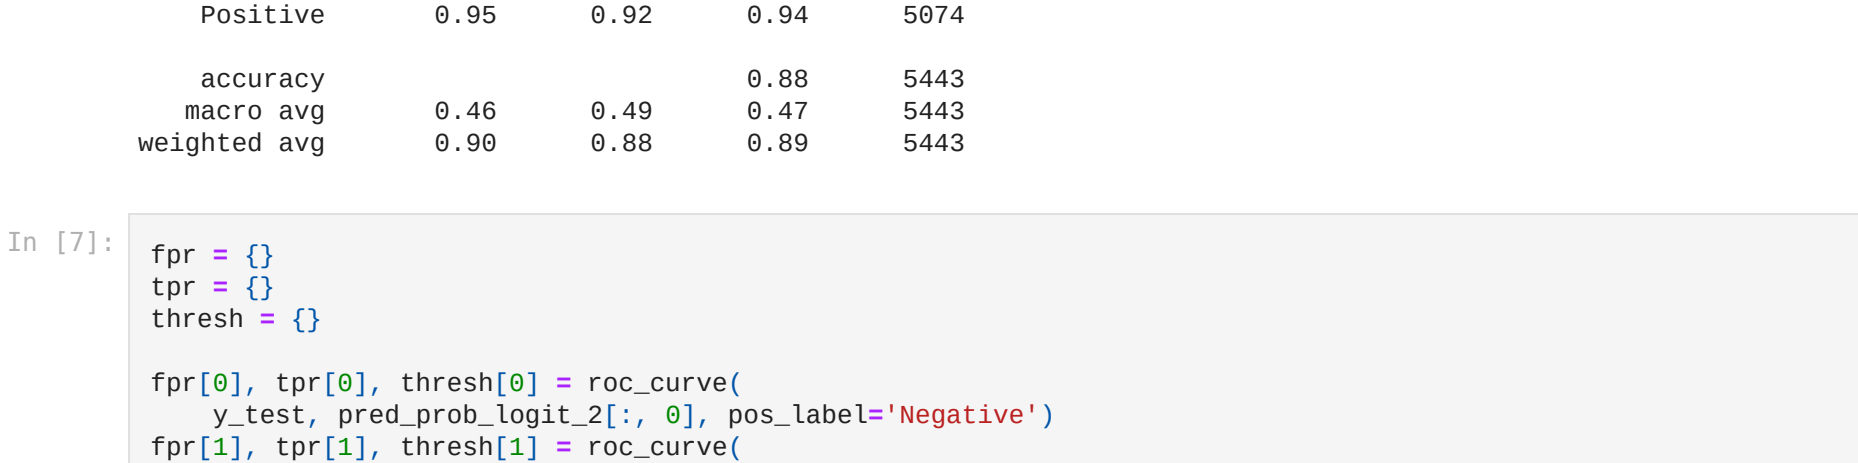 Positive 0.95 0.92 0.94 5074
accuracy 0.88 5443
macro avg 0.46 0.49 0.47 5443
weighted avg 0.90 0.88 0.89 5443
In [7]:
fpr = {}
tpr = {}
thresh = {}
fpr[0], tpr[0], thresh[0] = roc_curve(
    y_test, pred_prob_logit_2[:, 0], pos_label='Negative')
fpr[1], tpr[1], thresh[1] = roc_curve(